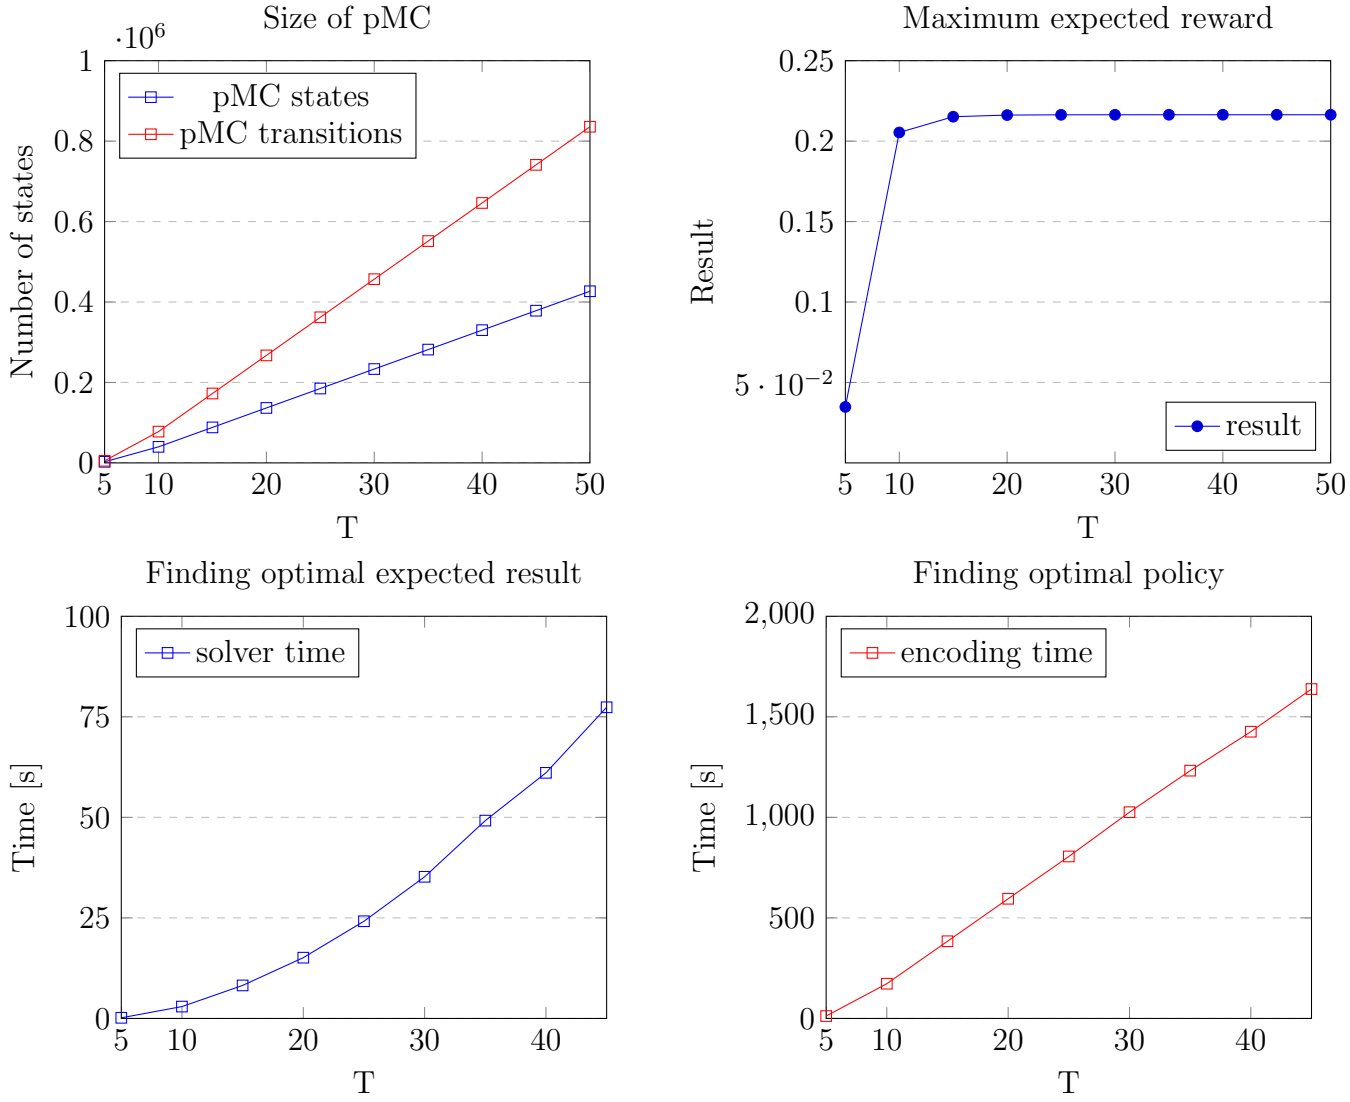 Size of pMC
·10⁶
1
0.8
0.6
0.4
0.2
0
Number of states
pMC states
pMC transitions
5 10 20 30 40 50
T
Maximum expected reward
0.25
0.2
0.15
0.1
5 · 10⁻²
Result
result
5 10 20 30 40 50
T
Finding optimal expected result
100
75
50
25
0
Time [s]
solver time
5 10 20 30 40
T
Finding optimal policy
2,000
1,500
1,000
500
0
Time [s]
encoding time
5 10 20 30 40
T